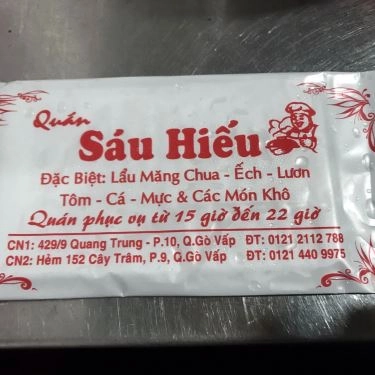 Quán
Sáu Hiếu
Đặc Biệt: Lẩu Măng Chua - Ếch - Lươn
Tôm - Cá - Mực & Các Món Khô
Quán phục vụ từ 15 giờ đến 22 giờ
CN1: 429/9 Quang Trung - P.10, Q.Gò Vấp ĐT: 0121 2112 788
CN2: Hẻm 152 Cây Trâm, P.9, Q.Gò Vấp ĐT: 0121 440 9975